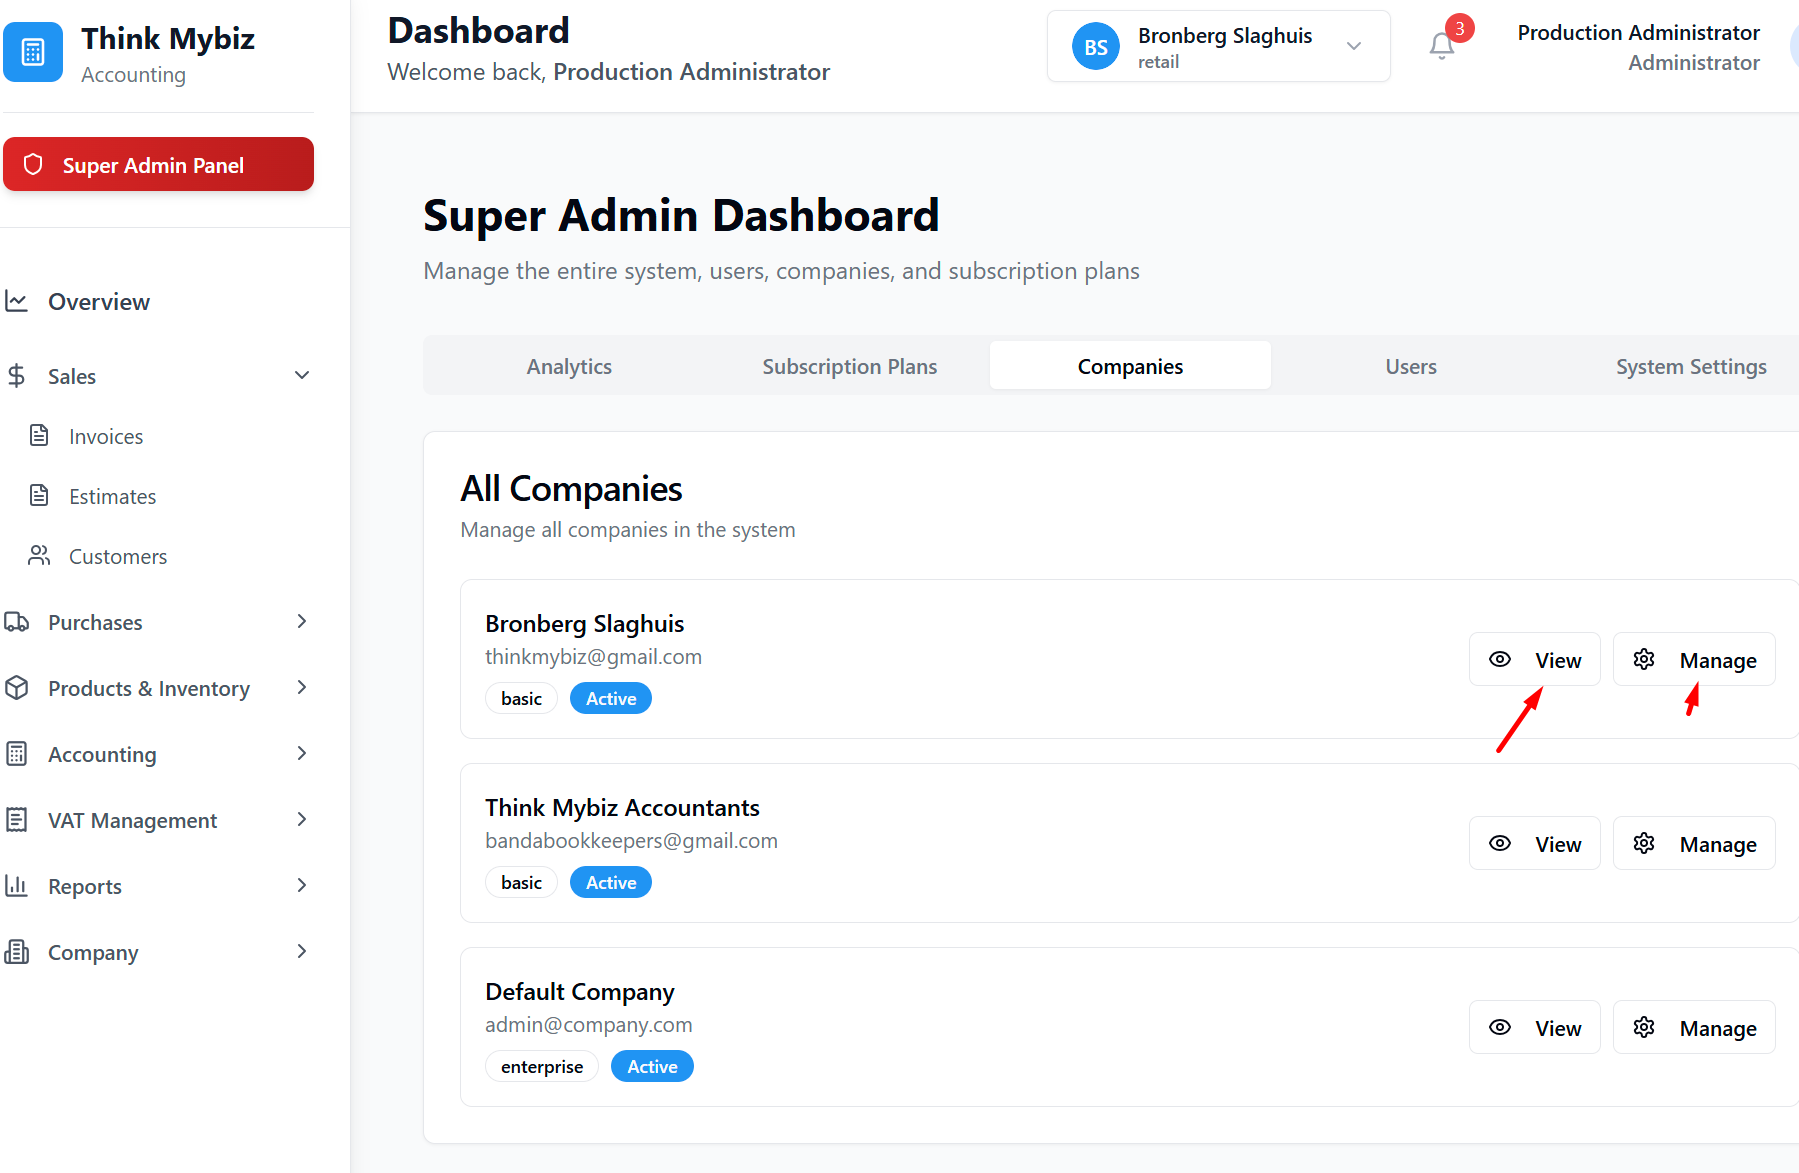 Think Mybiz
Accounting
Super Admin Panel
Overview
Sales
Invoices
Estimates
Customers
Purchases
Products & Inventory
Accounting
VAT Management
Reports
Company
Dashboard
Welcome back, Production Administrator
BS
Bronberg Slaghuis
retail
3
Production Administrator
Administrator
Super Admin Dashboard
Manage the entire system, users, companies, and subscription plans
Analytics
Subscription Plans
Companies
Users
System Settings
All Companies
Manage all companies in the system
Bronberg Slaghuis
thinkmybiz@gmail.com
basic
Active
View
Manage
Think Mybiz Accountants
bandabookkeepers@gmail.com
basic
Active
View
Manage
Default Company
admin@company.com
enterprise
Active
View
Manage